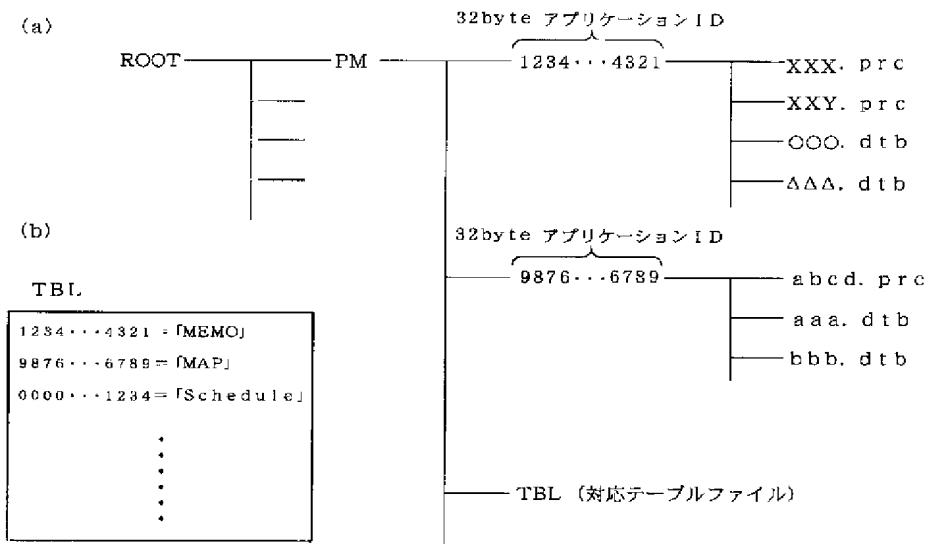 (a)
32byte アプリケーションID
ROOT PM 1234···4321 XXX. prc
XXY. prc
○○○. dtb
ΔΔΔ. dtb
(b)
32byte アプリケーションID
9876···6789 abcd. prc
aaa. dtb
bbb. dtb
TBL
1234···4321=「MEMO」
9876···6789=「MAP」
0000···1234=「Schedule」
TBL (対応テーブルファイル)